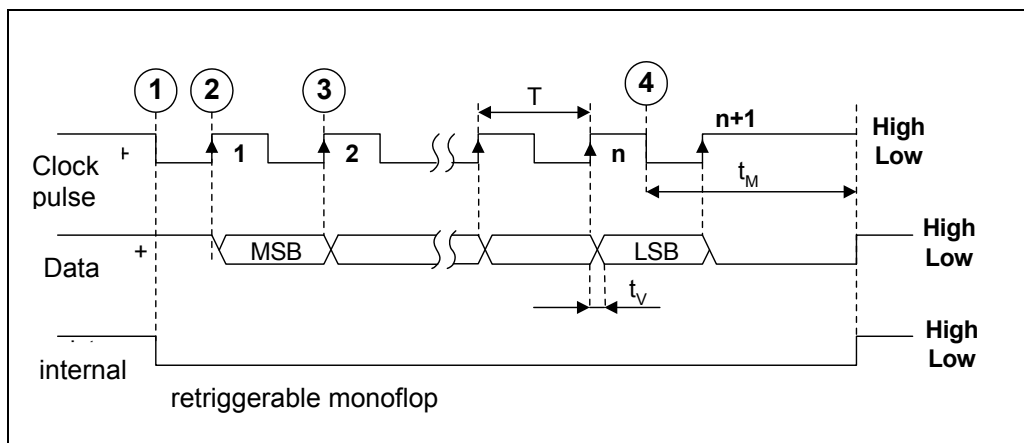 1 2 3 4
T
1 2 n n+1
High
Low
Clock +
pulse
t_M
+ MSB LSB
Data
High
Low
t_V
High
Low
internal
retriggerable monoflop